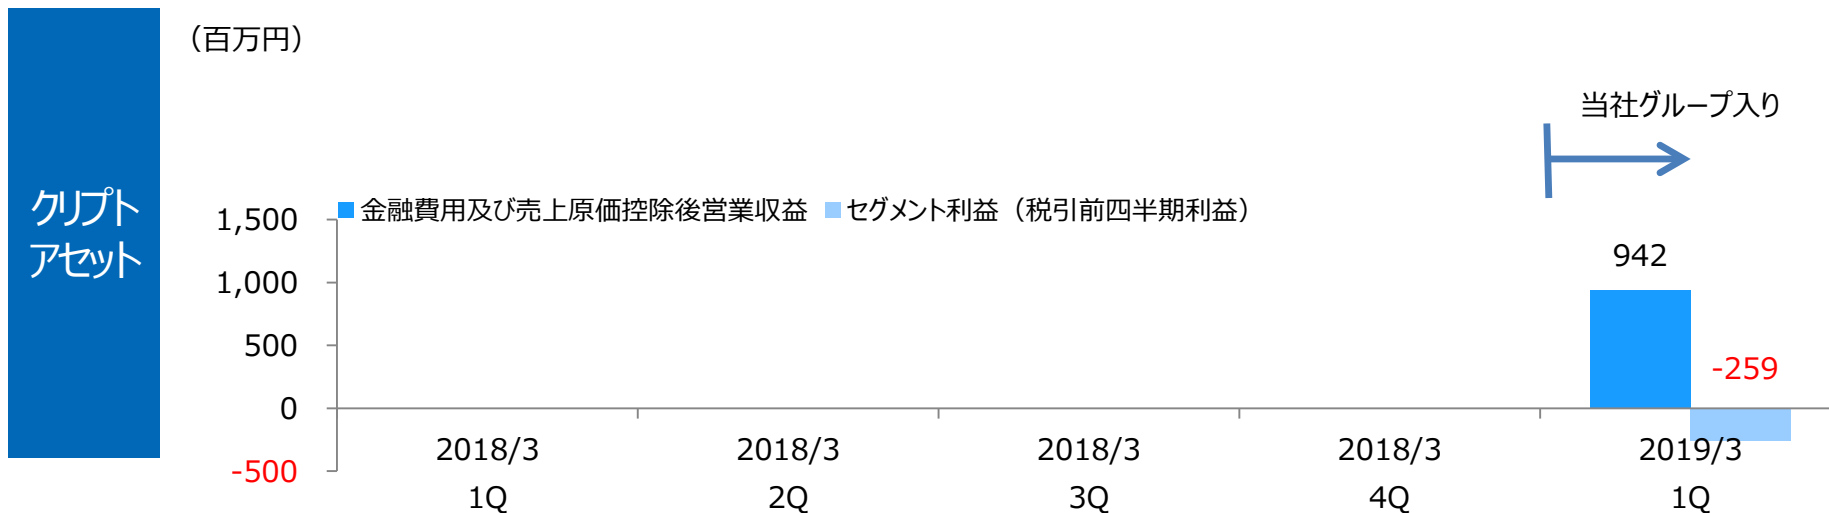 クリプト
アセット
（百万円）
当社グループ入り
金融費用及び売上原価控除後営業収益 セグメント利益（税引前四半期利益）
1,500
1,000
500
0
-500
942
-259
2018/3 2018/3 2018/3 2018/3 2019/3
1Q 2Q 3Q 4Q 1Q